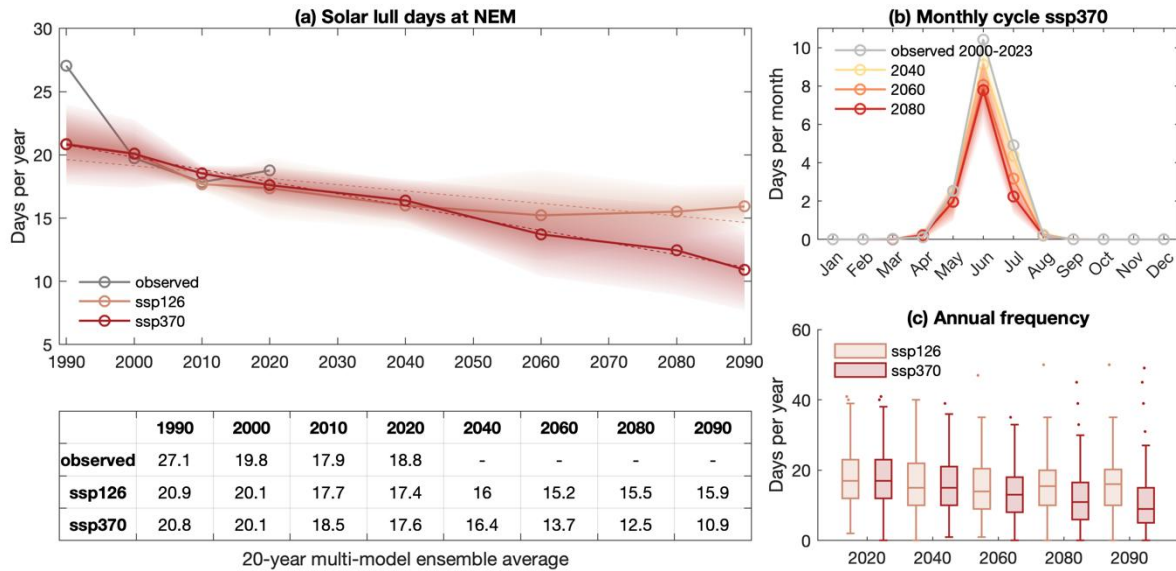 (a) Solar lull days at NEM
30
25
20
15
10
5
Days per year
observed
ssp126
ssp370
1990 2000 2010 2020 2030 2040 2050 2060 2070 2080 2090
1990 2000 2010 2020 2040 2060 2080 2090
observed 27.1 19.8 17.9 18.8 - - - -
ssp126 20.9 20.1 17.7 17.4 16 15.2 15.5 15.9
ssp370 20.8 20.1 18.5 17.6 16.4 13.7 12.5 10.9
20-year multi-model ensemble average
(b) Monthly cycle ssp370
10
8
6
4
2
0
Days per month
observed 2000-2023
2040
2060
2080
Jan Feb Mar Apr May Jun Jul Aug Sep Oct Nov Dec
(c) Annual frequency
60
40
20
0
Days per year
ssp126
ssp370
2020 2040 2060 2080 2090